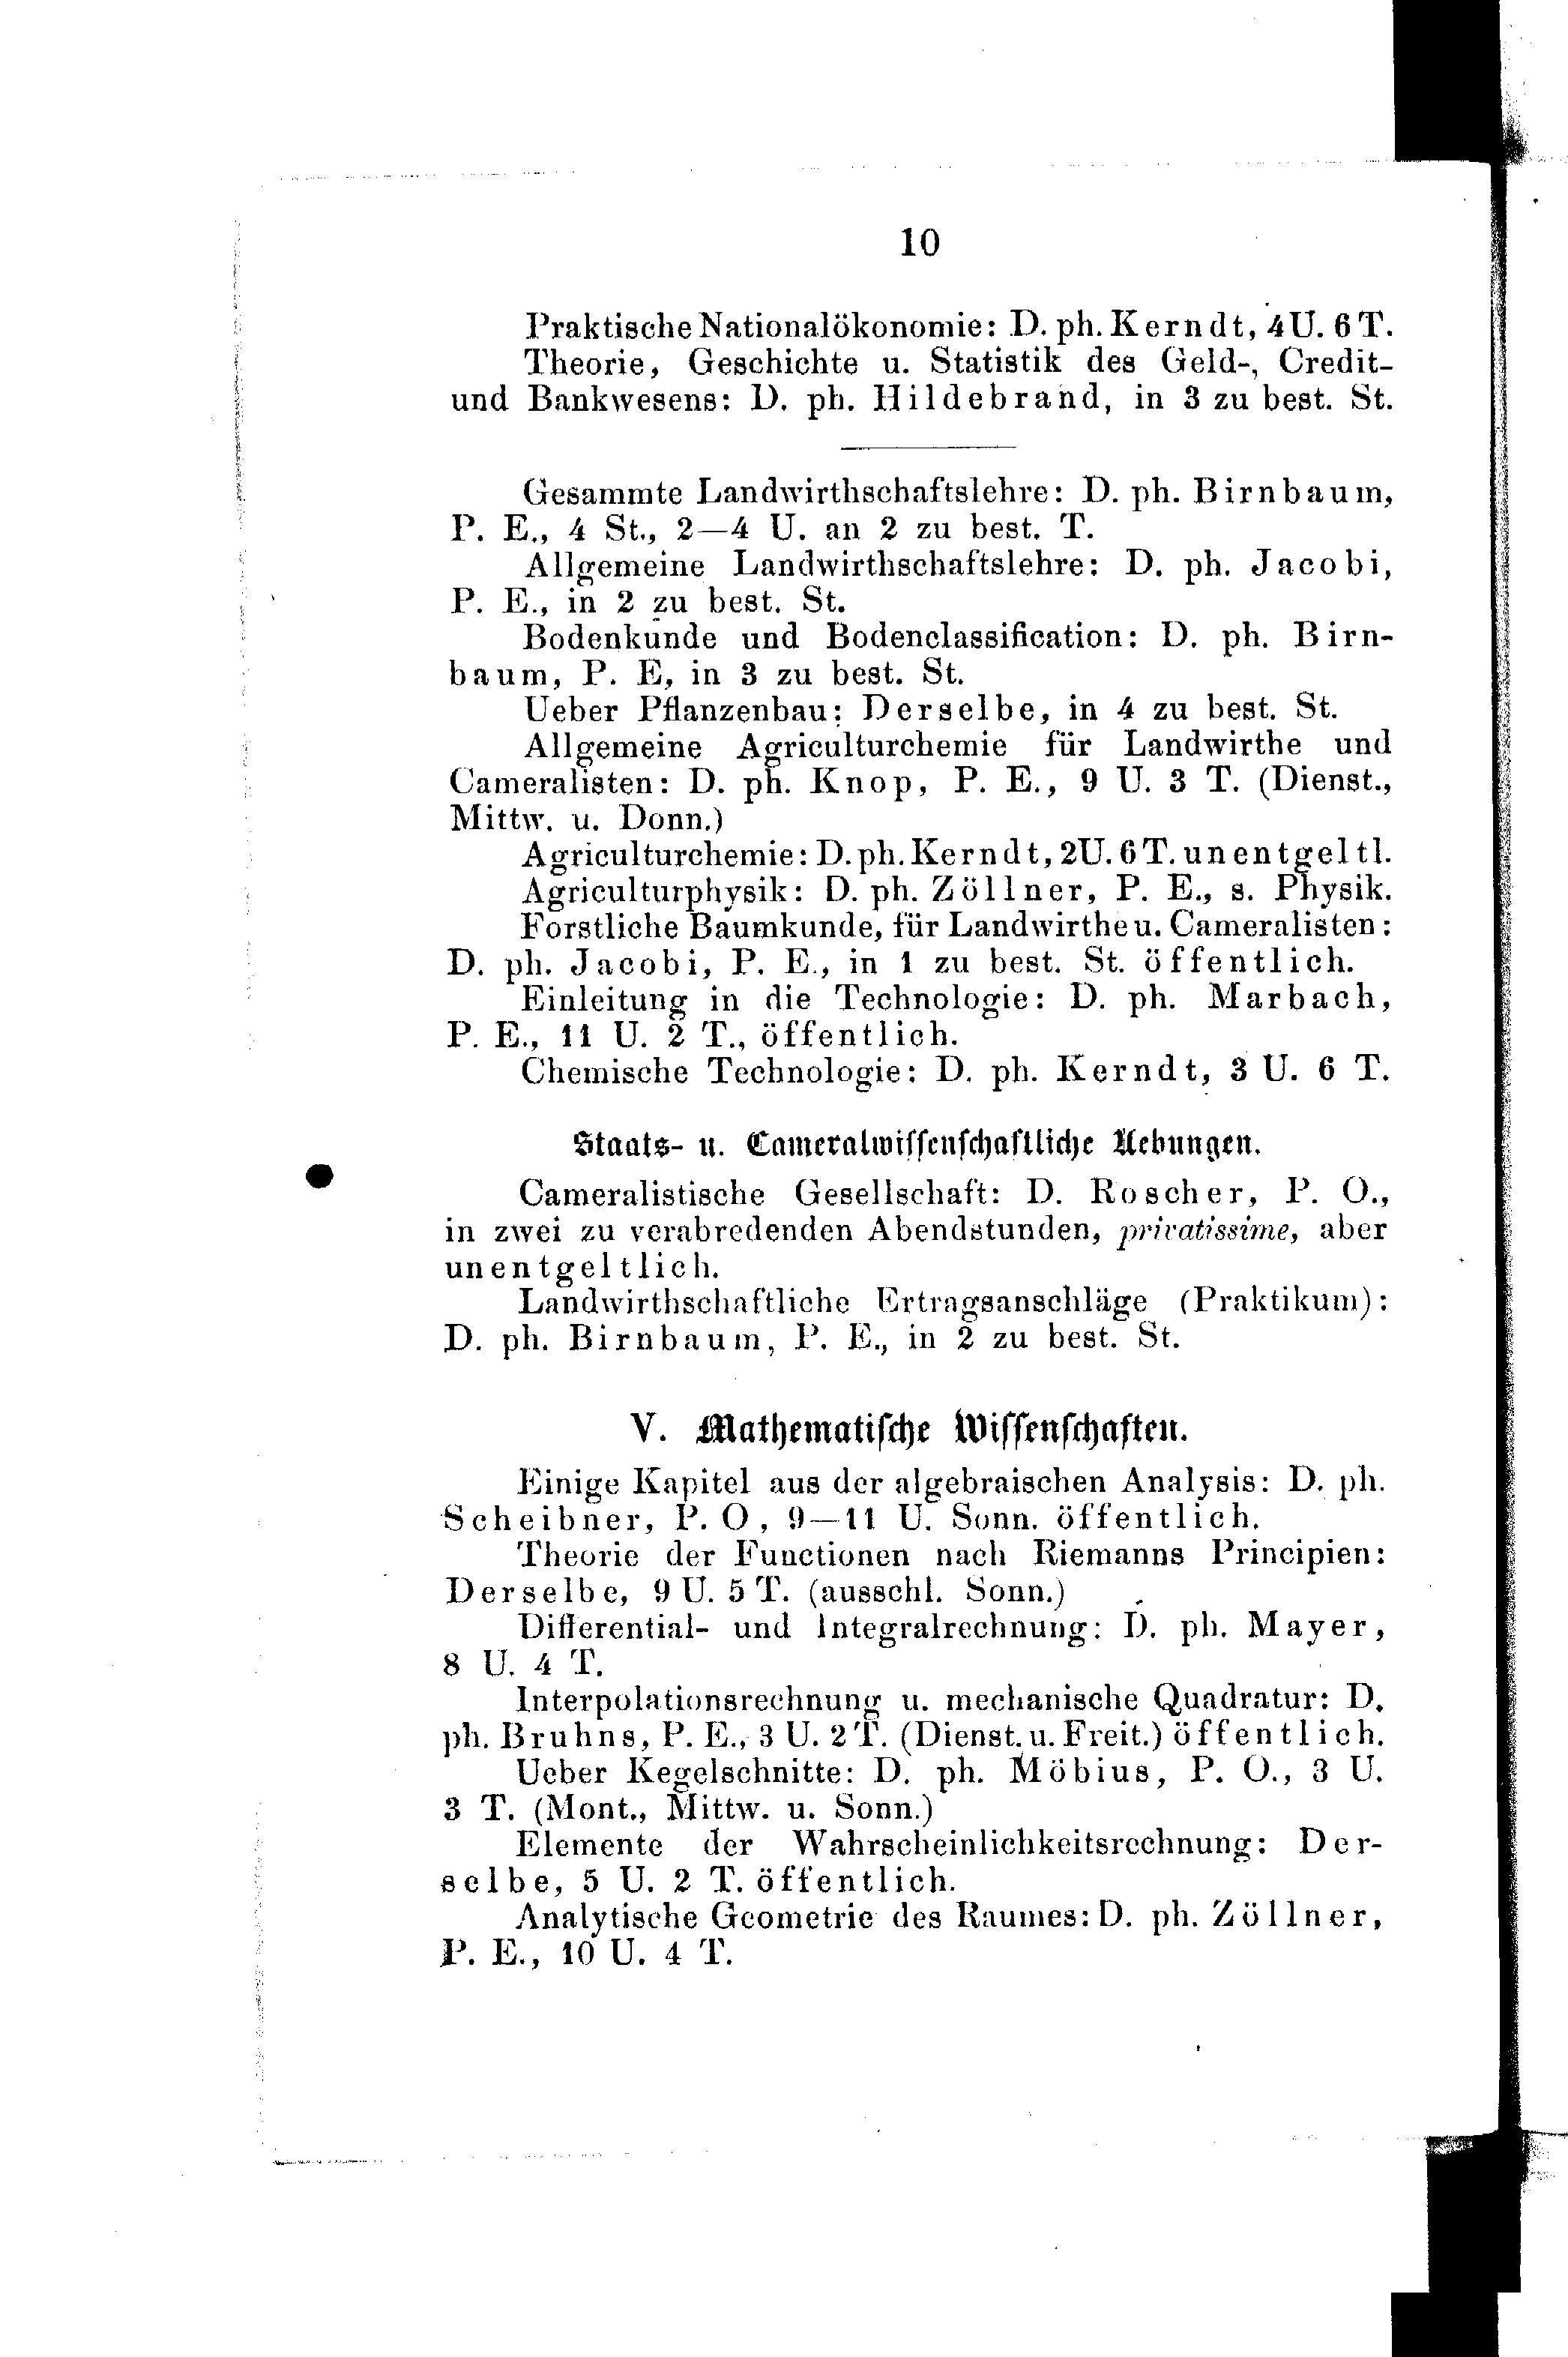 10
Praktische Nationalökonomie: D. ph. Kerndt, 4 U. 6 T.
Theorie, Geschichte u. Statistik des Geld-, Credit-
und Bankwesens: D. ph. Hildebrand, in 3 zu best. St.
Gesammte Landwirthschaftslehre: D. ph. Birnbaum,
P. E., 4 St., 2—4 U. an 2 zu best. T.
Allgemeine Landwirthschaftslehre: D. ph. Jacobi,
P. E., in 2 zu best. St.
Bodenkunde und Bodenclassification: D. ph. Birn-
baum, P. E, in 3 zu best. St.
Ueber Pflanzenbau: Derselbe, in 4 zu best. St.
Allgemeine Agriculturchemie für Landwirthe und
Cameralisten: D. ph. Knop, P. E., 9 U. 3 T. (Dienst.,
Mittw. u. Donn.)
Agriculturchemie: D. ph. Kerndt, 2 U. 6 T. unentgeltl.
Agriculturphysik: D. ph. Zöllner, P. E., s. Physik.
Forstliche Baumkunde, für Landwirthe u. Cameralisten:
D. ph. Jacobi, P. E., in 1 zu best. St. öffentlich.
Einleitung in die Technologie: D. ph. Marbach,
P. E., 11 U. 2 T., öffentlich.
Chemische Technologie: D. ph. Kerndt, 3 U. 6 T.
Staats- u. Cameralwissenschaftliche Uebungen.
Cameralistische Gesellschaft: D. Roscher, P. O.,
in zwei zu verabredenden Abendstunden, privatissime, aber
unentgeltlich.
Landwirthschaftliche Ertragsanschläge (Praktikum):
D. ph. Birnbaum, P. E., in 2 zu best. St.
V. Mathematische Wissenschaften.
Einige Kapitel aus der algebraischen Analysis: D. ph.
Scheibner, P. O, 9—11 U. Sonn. öffentlich.
Theorie der Functionen nach Riemanns Principien:
Derselbe, 9 U. 5 T. (ausschl. Sonn.)
Differential- und Integralrechnung: D. ph. Mayer,
8 U. 4 T.
Interpolationsrechnung u. mechanische Quadratur: D.
ph. Bruhns, P. E., 3 U. 2 T. (Dienst. u. Freit.) öffentlich.
Ueber Kegelschnitte: D. ph. Möbius, P. O., 3 U.
3 T. (Mont., Mittw. u. Sonn.)
Elemente der Wahrscheinlichkeitsrechnung: Der-
selbe, 5 U. 2 T. öffentlich.
Analytische Geometrie des Raumes: D. ph. Zöllner,
P. E., 10 U. 4 T.